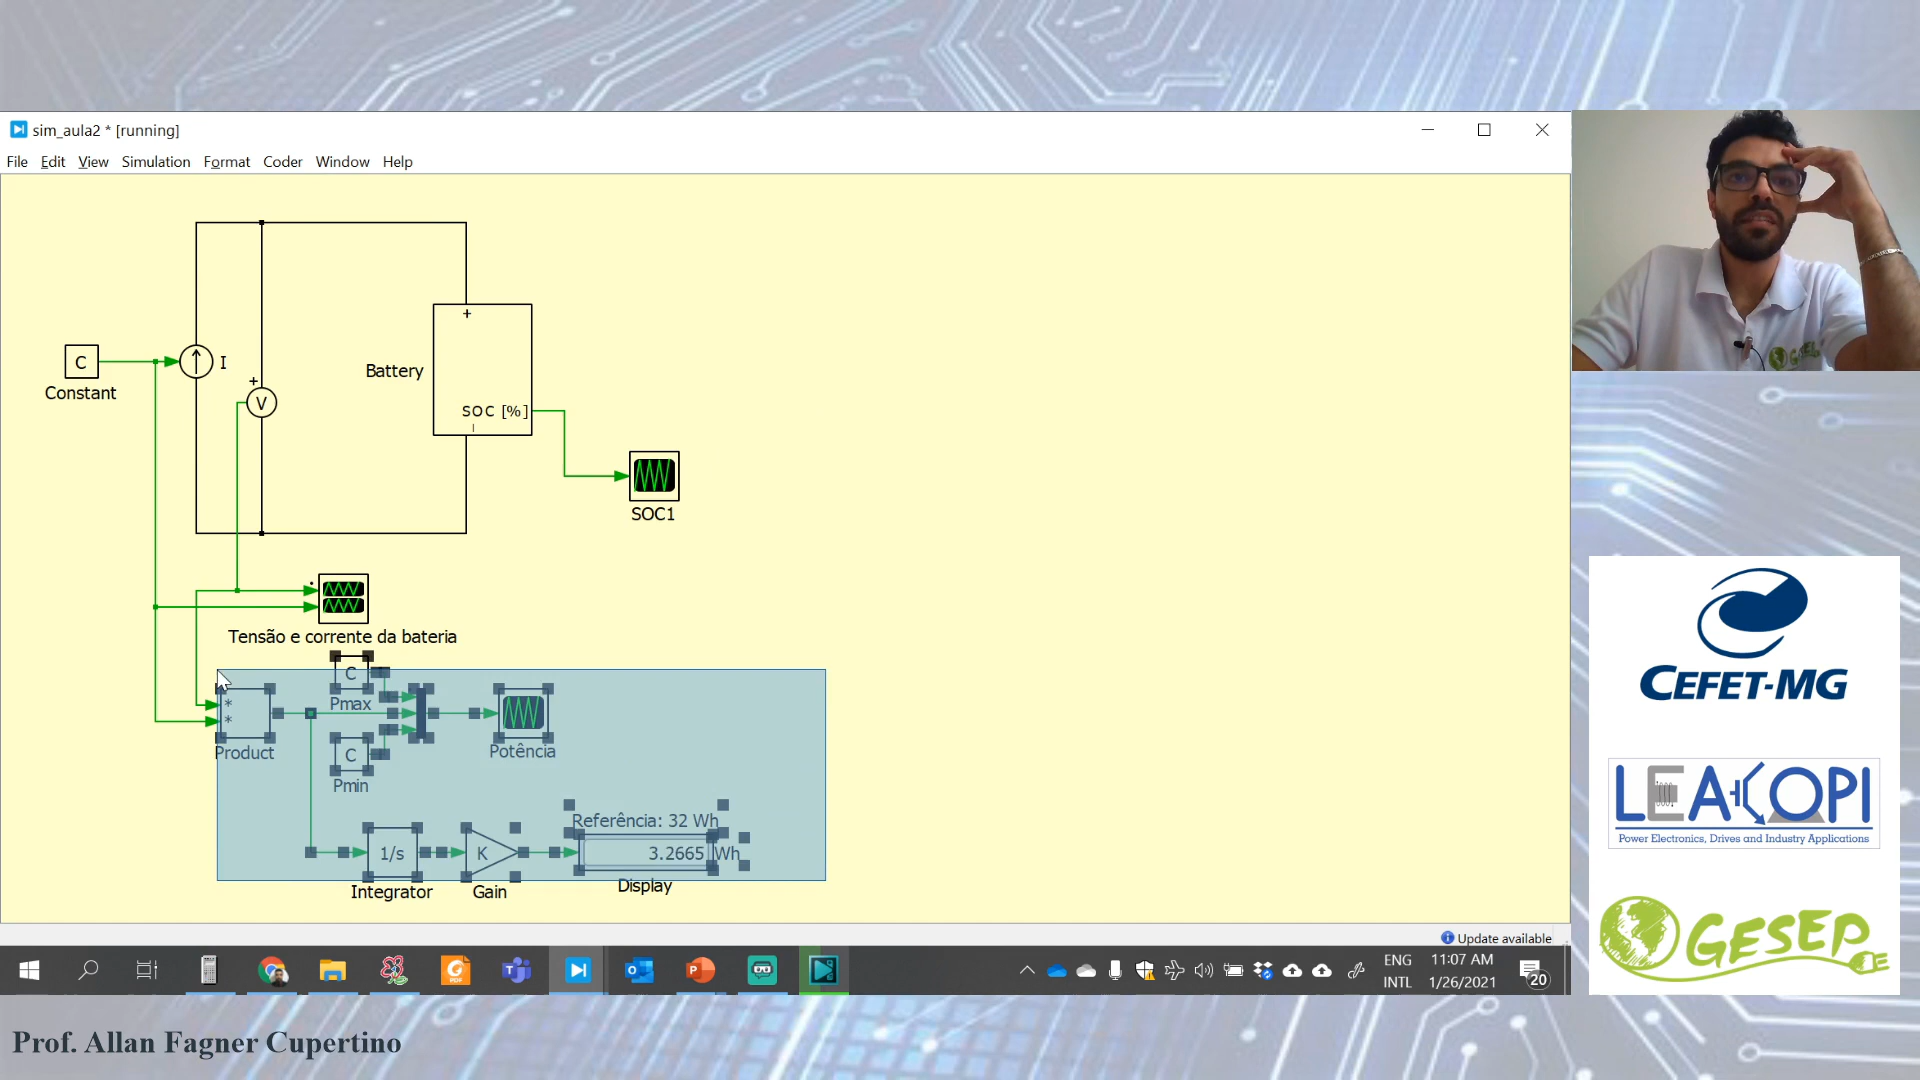 sim_aula2 * [running]
File Edit View Simulation Format Coder Window Help
+
C
Constant
I
+
V
Battery
SOC [%]
SOC1
Tensão e corrente da bateria
C
Pmax
*
*
Product
C
Pmin
Potência
Referência: 32 Wh
1/s
K
3.2665 Wh
Integrator
Gain
Display
Update available
ENG
INTL
11:07 AM
1/26/2021
20
CEFET-MG
LEACOPI
Power Electronics, Drives and Industry Applications
GESEP
Prof. Allan Fagner Cupertino